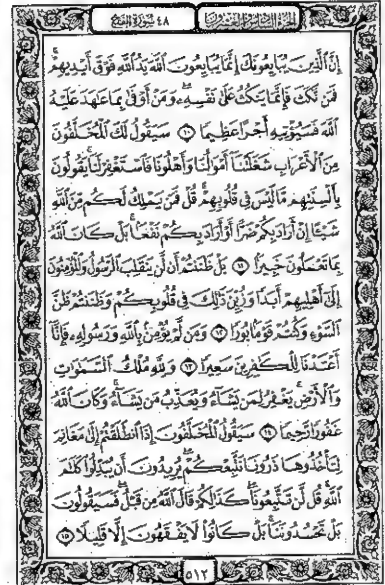 الجزء السادس والعشرون ٤٨ سورة الفتح
إِنَّ ٱلَّذِينَ يُبَايِعُونَكَ إِنَّمَا يُبَايِعُونَ ٱللَّهَ يَدُ ٱللَّهِ فَوْقَ أَيْدِيهِمْۚ
فَمَن نَّكَثَ فَإِنَّمَا يَنكُثُ عَلَىٰ نَفْسِهِۦۖ وَمَنْ أَوْفَىٰ بِمَا عَٰهَدَ عَلَيْهُ
ٱللَّهَ فَسَيُؤْتِيهِ أَجْرًا عَظِيمًا ١٠ سَيَقُولُ لَكَ ٱلْمُخَلَّفُونَ
مِنَ ٱلْأَعْرَابِ شَغَلَتْنَآ أَمْوَٰلُنَا وَأَهْلُونَا فَٱسْتَغْفِرْ لَنَاۚ يَقُولُونَ
بِأَلْسِنَتِهِم مَّا لَيْسَ فِى قُلُوبِهِمْۚ قُلْ فَمَن يَمْلِكُ لَكُم مِّنَ ٱللَّهِ
شَيْـًٔا إِنْ أَرَادَ بِكُمْ ضَرًّا أَوْ أَرَادَ بِكُمْ نَفْعًۢاۚ بَلْ كَانَ ٱللَّهُ
بِمَا تَعْمَلُونَ خَبِيرًۢا ١١ بَلْ ظَنَنتُمْ أَن لَّن يَنقَلِبَ ٱلرَّسُولُ وَٱلْمُؤْمِنُونَ
إِلَىٰٓ أَهْلِيهِمْ أَبَدًا وَزُيِّنَ ذَٰلِكَ فِى قُلُوبِكُمْ وَظَنَنتُمْ ظَنَّ
ٱلسَّوْءِ وَكُنتُمْ قَوْمًۢا بُورًا ١٢ وَمَن لَّمْ يُؤْمِنۢ بِٱللَّهِ وَرَسُولِهِۦ فَإِنَّآ
أَعْتَدْنَا لِلْكَٰفِرِينَ سَعِيرًا ١٣ وَلِلَّهِ مُلْكُ ٱلسَّمَٰوَٰتِ
وَٱلْأَرْضِۚ يَغْفِرُ لِمَن يَشَآءُ وَيُعَذِّبُ مَن يَشَآءُۚ وَكَانَ ٱللَّهُ
غَفُورًا رَّحِيمًا ١٤ سَيَقُولُ ٱلْمُخَلَّفُونَ إِذَا ٱنطَلَقْتُمْ إِلَىٰ مَغَانِمَ
لِتَأْخُذُوهَا ذَرُونَا نَتَّبِعْكُمْۖ يُرِيدُونَ أَن يُبَدِّلُوا۟ كَلَٰمَ
ٱللَّهِۚ قُل لَّن تَتَّبِعُونَا كَذَٰلِكُمْ قَالَ ٱللَّهُ مِن قَبْلُۖ فَسَيَقُولُونَ
بَلْ تَحْسُدُونَنَاۚ بَلْ كَانُوا۟ لَا يَفْقَهُونَ إِلَّا قَلِيلًا ١٥
٥١٢